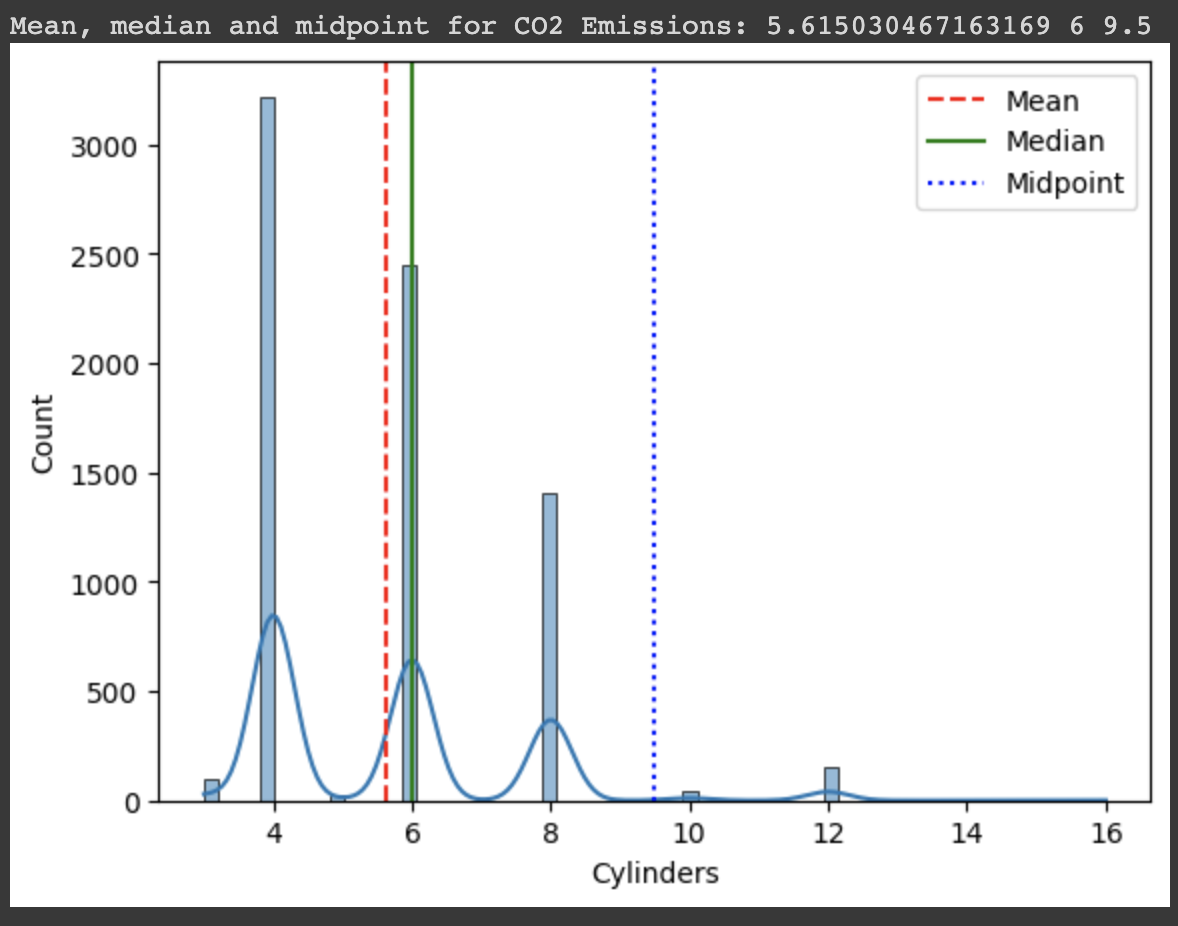 Mean, median and midpoint for CO2 Emissions: 5.615030467163169 6 9.5
Mean
Median
Midpoint
3000
2500
2000
1500
1000
500
0
Count
4 6 8 10 12 14 16
Cylinders